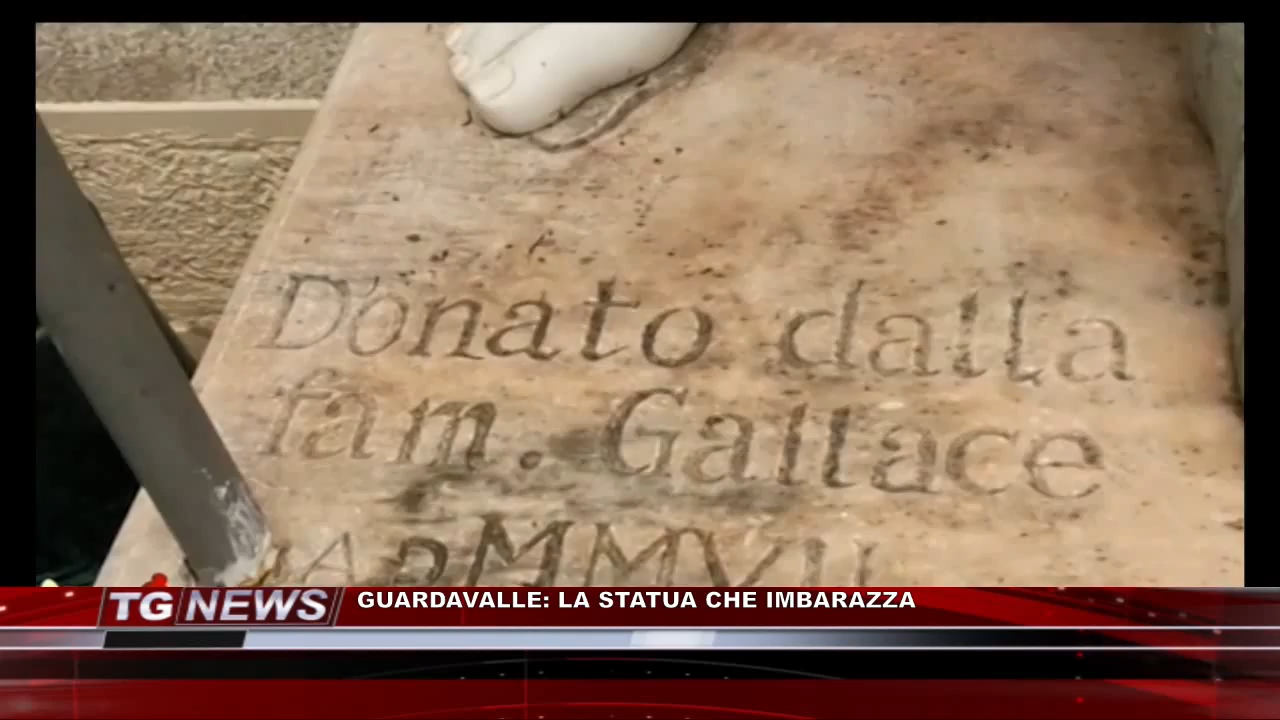 Donato dalla
fam. Gallace
TG NEWS
GUARDAVALLE: LA STATUA CHE IMBARAZZA